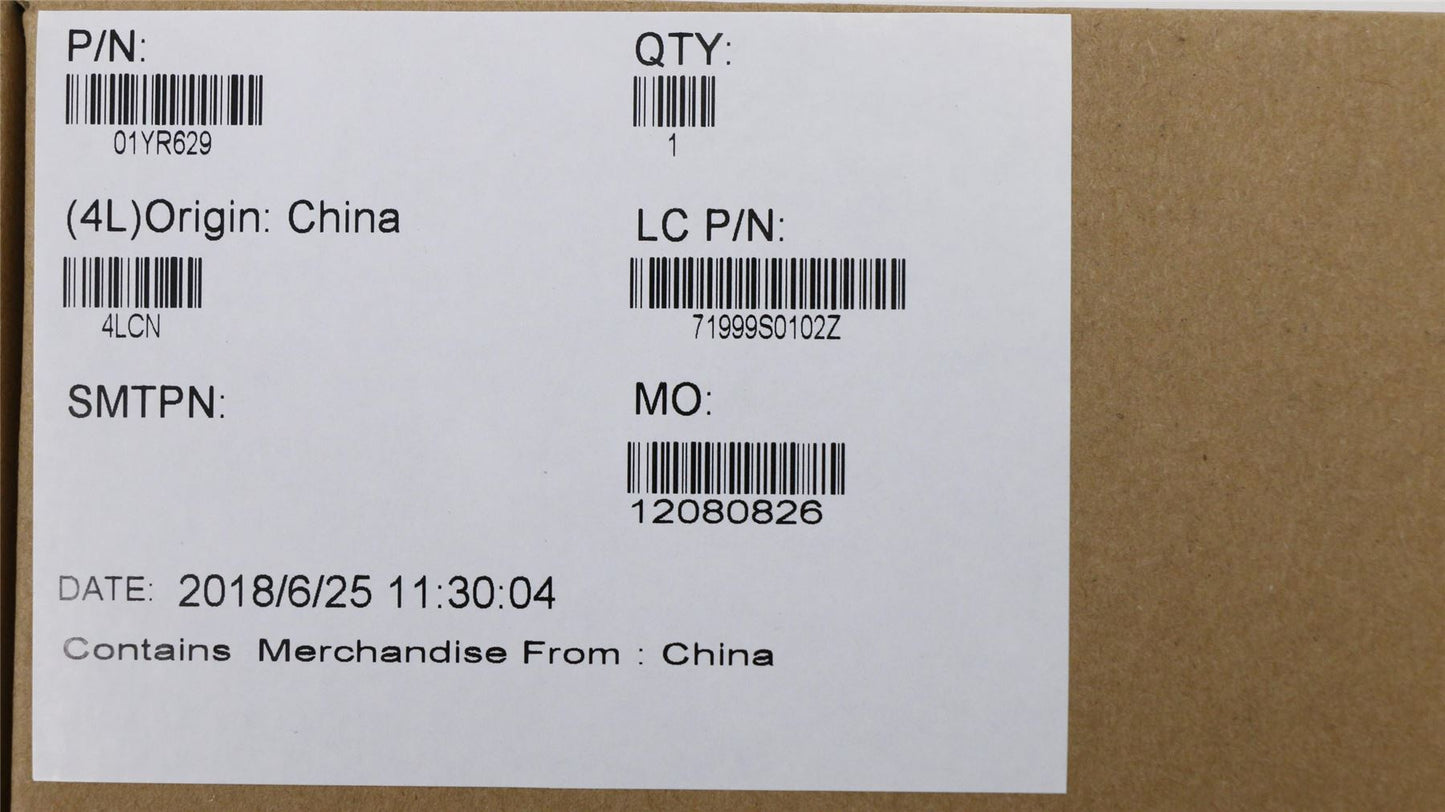 P/N:
01YR629
QTY:
1
(4L)Origin: China
4LCN
LC P/N:
71999S0102Z
SMTPN:
MO:
12080826
DATE: 2018/6/25 11:30:04
Contains Merchandise From : China